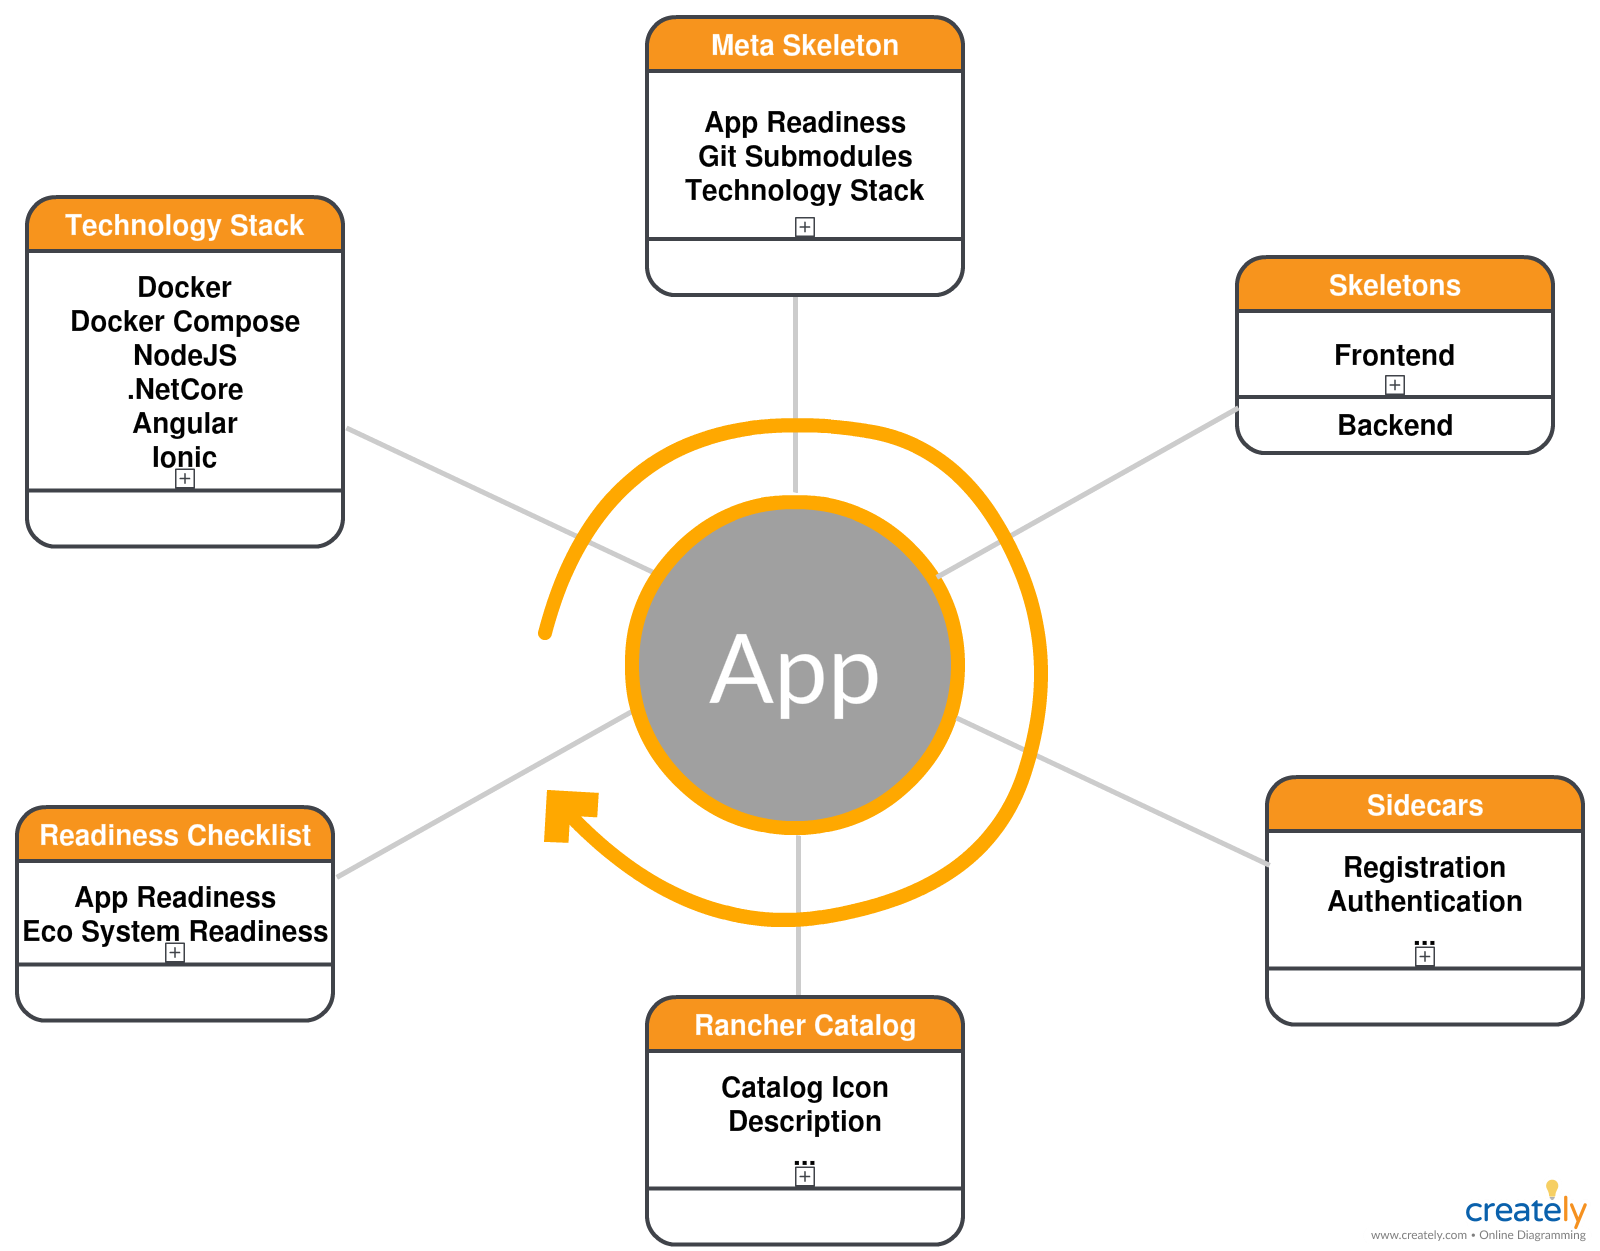 Meta Skeleton
App Readiness
Git Submodules
Technology Stack
Technology Stack
Docker
Docker Compose
NodeJS
.NetCore
Angular
Ionic
Skeletons
Frontend
Backend
App
Sidecars
Registration
Authentication
...
Readiness Checklist
App Readiness
Eco System Readiness
Rancher Catalog
Catalog Icon
Description
...
creately
www.creately.com • Online Diagramming